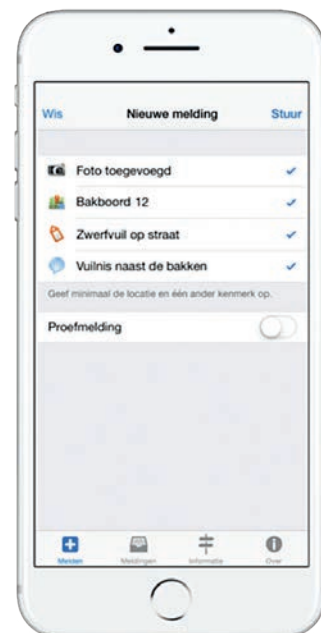 Wis Nieuwe melding Stuur
Foto toegevoegd
Bakboord 12
Zwerfvuil op straat
Vuilnis naast de bakken
Geef minimaal de locatie en één ander kenmerk op.
Proefmelding
Melden Meldingen Informatie Over